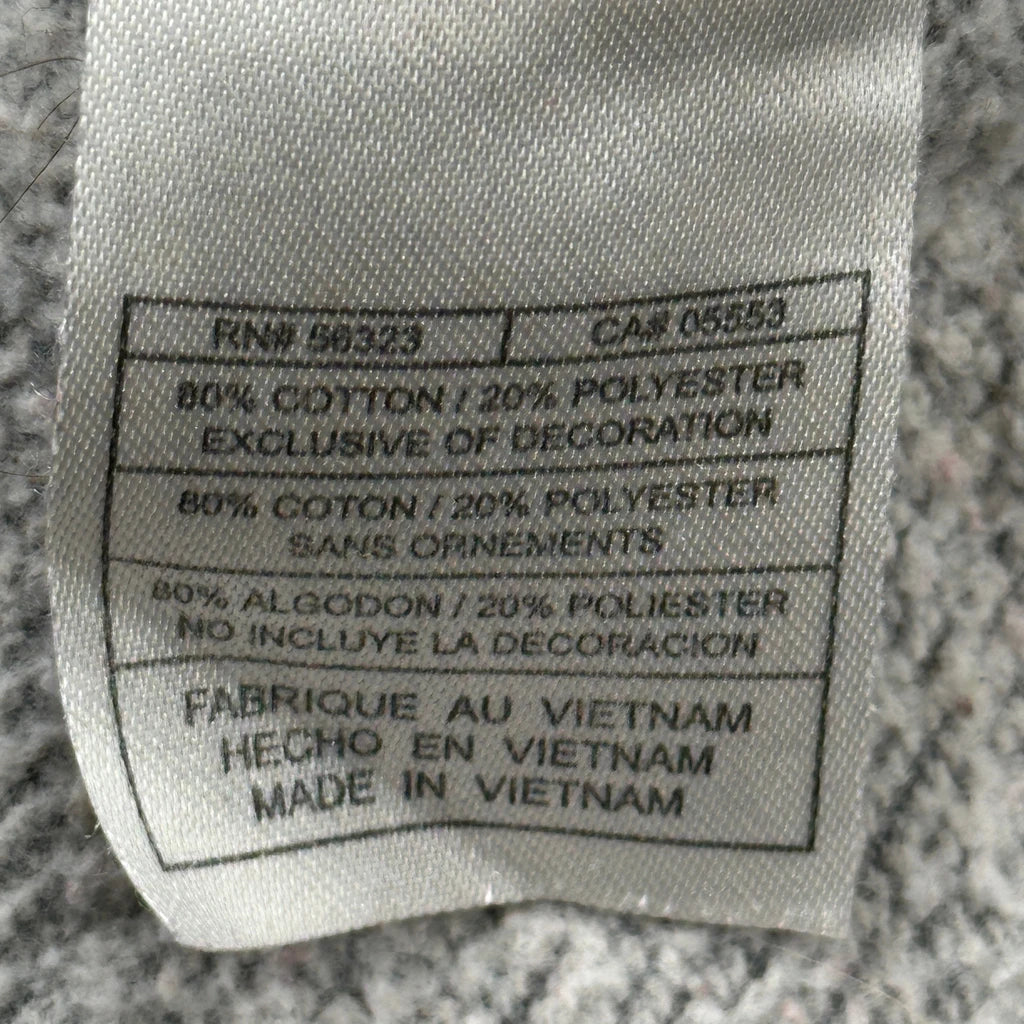 RN# 56323 CA# 05553
80% COTTON / 20% POLYESTER
EXCLUSIVE OF DECORATION
80% COTON / 20% POLYESTER
SANS ORNEMENTS
80% ALGODON / 20% POLIESTER
NO INCLUYE LA DECORACION
FABRIQUE AU VIETNAM
HECHO EN VIETNAM
MADE IN VIETNAM